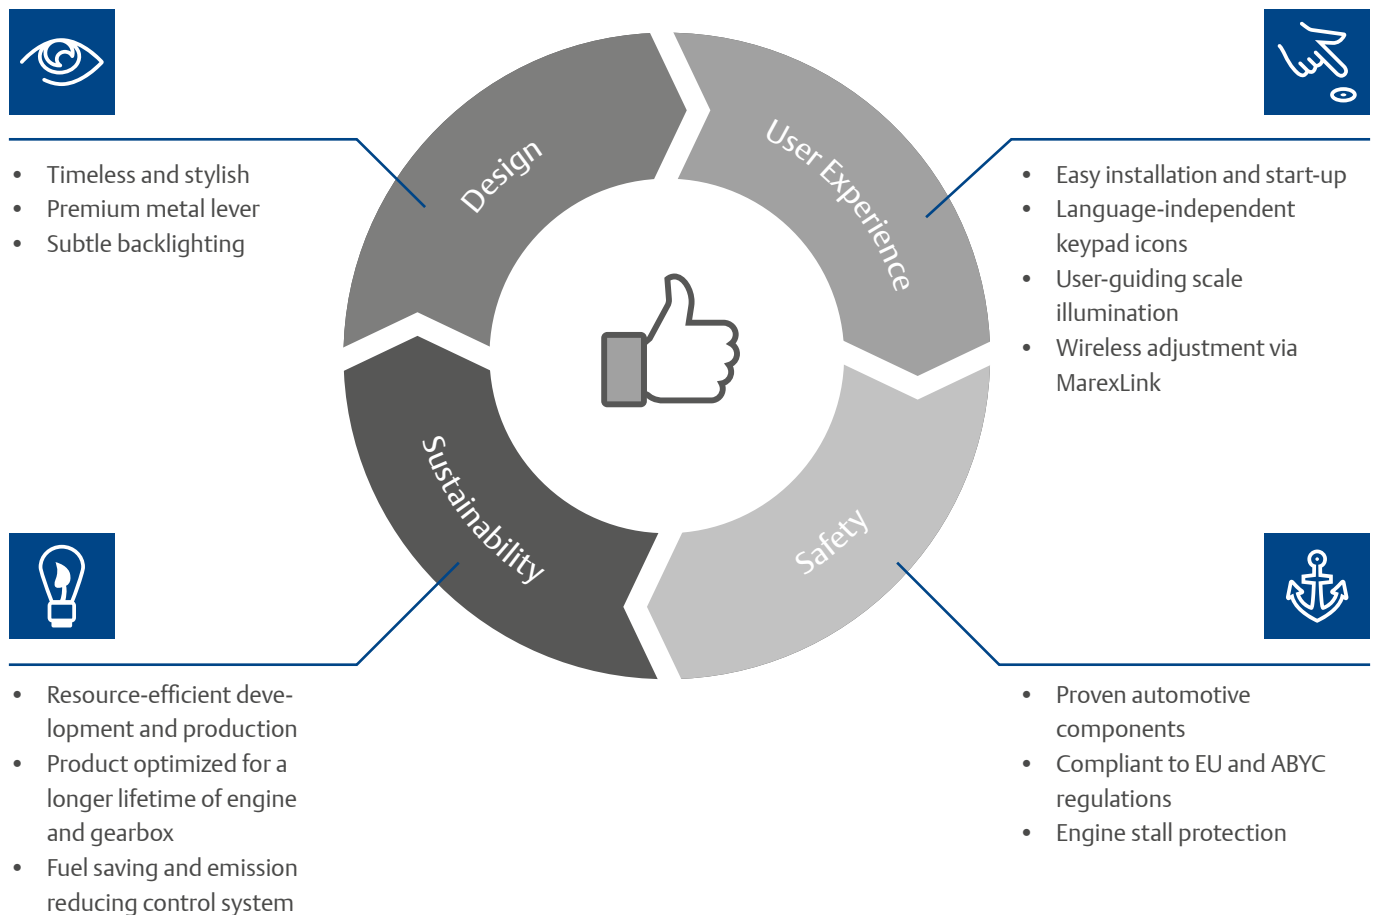 Design
• Timeless and stylish
• Premium metal lever
• Subtle backlighting
User Experience
• Easy installation and start-up
• Language-independent
keypad icons
• User-guiding scale
illumination
• Wireless adjustment via
MarexLink
Sustainability
• Resource-efficient deve-
lopment and production
• Product optimized for a
longer lifetime of engine
and gearbox
• Fuel saving and emission
reducing control system
Safety
• Proven automotive
components
• Compliant to EU and ABYC
regulations
• Engine stall protection